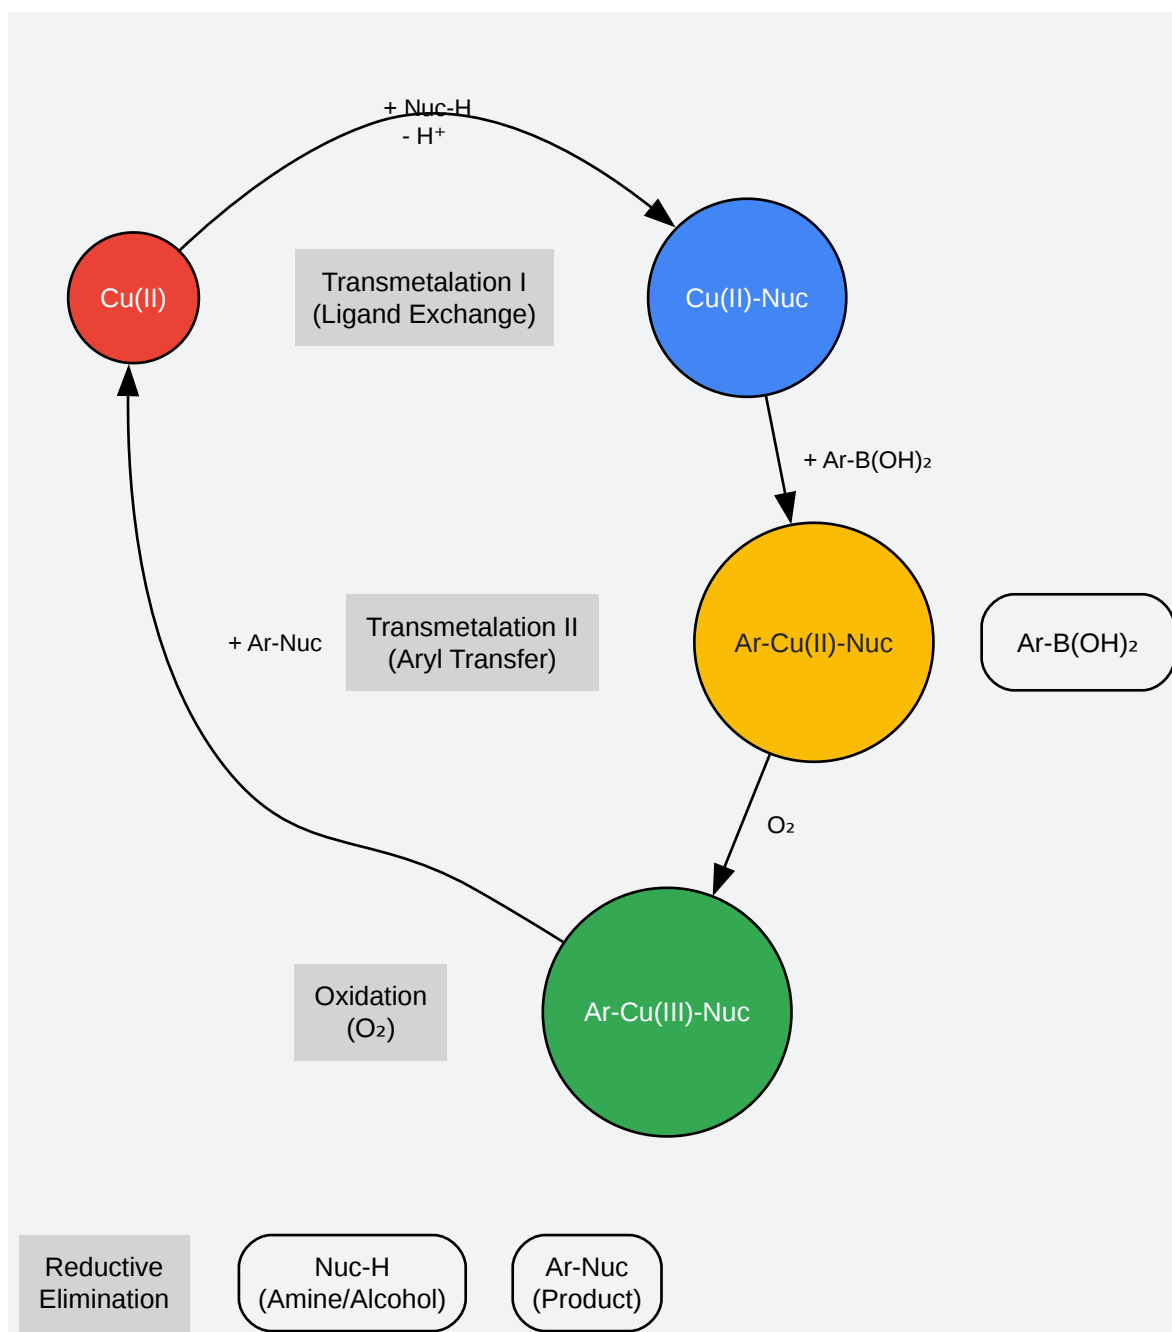 + Nuc-H
- H⁺
Cu(II)
Transmetalation I
(Ligand Exchange)
Cu(II)-Nuc
+ Ar-B(OH)₂
+ Ar-Nuc
Transmetalation II
(Aryl Transfer)
Ar-Cu(II)-Nuc
Ar-B(OH)₂
O₂
Oxidation
(O₂)
Ar-Cu(III)-Nuc
Reductive
Elimination
Nuc-H
(Amine/Alcohol)
Ar-Nuc
(Product)